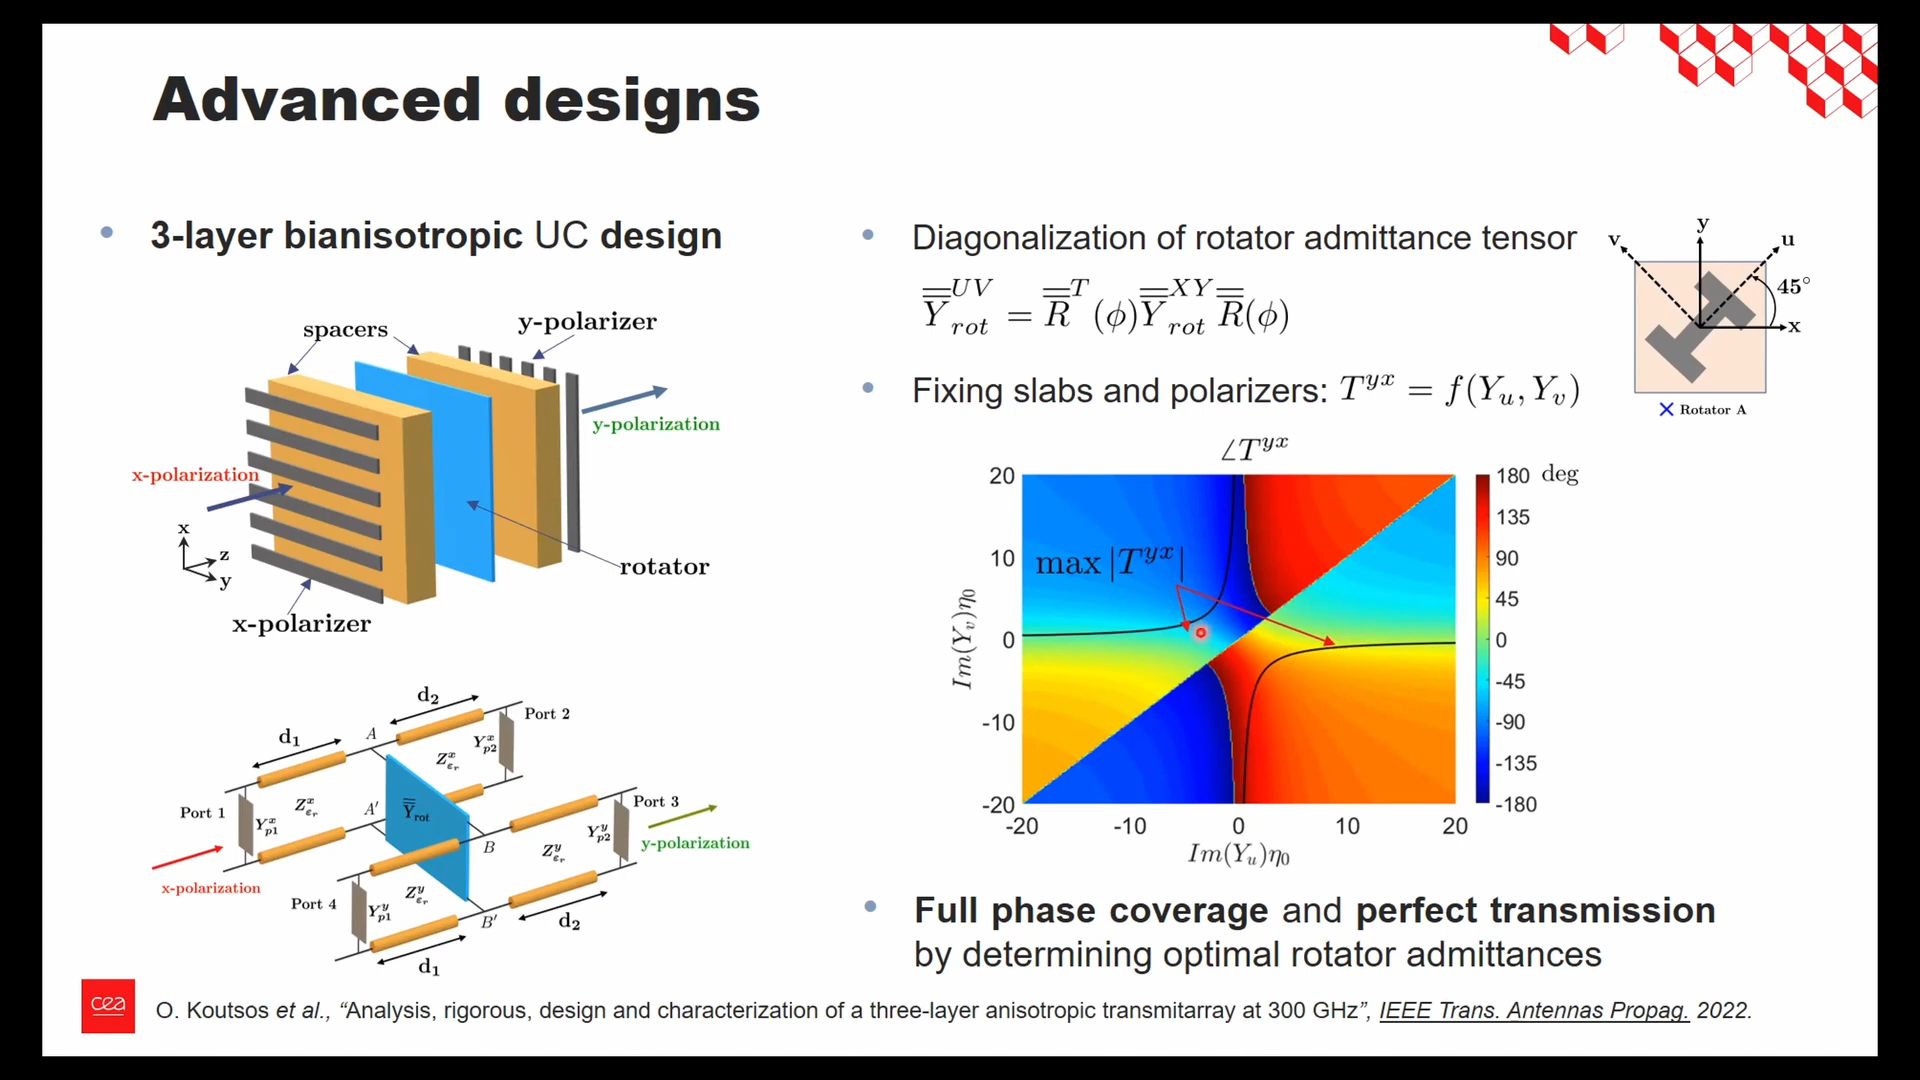 Advanced designs
• 3-layer bianisotropic UC design
spacers
y-polarizer
y-polarization
x-polarization
x
z
y
rotator
x-polarizer
d₂
Port 2
d₁
A
Y^x_p2
Z^x_εr
Port 1
Z^x_εr
A′
Y̿_rot
Port 3
Y^x_p1
Y^y_p2
y-polarization
B
Z^y_εr
x-polarization
Port 4
Z^y_εr
Y^y_p1
B′
d₂
d₁
• Diagonalization of rotator admittance tensor
Y̿^UV_rot = R̿^T(ϕ)Y̿^XY_rot R̿(ϕ)
v
y
u
45°
x
× Rotator A
• Fixing slabs and polarizers: T^yx = f(Y_u, Y_v)
∠T^yx
20
10
0
-10
-20
Im(Y_v)η₀
max |T^yx|
-20 -10 0 10 20
Im(Y_u)η₀
180 deg
135
90
45
0
-45
-90
-135
-180
• Full phase coverage and perfect transmission
by determining optimal rotator admittances
cea
O. Koutsos et al., “Analysis, rigorous, design and characterization of a three-layer anisotropic transmitarray at 300 GHz”, IEEE Trans. Antennas Propag. 2022.